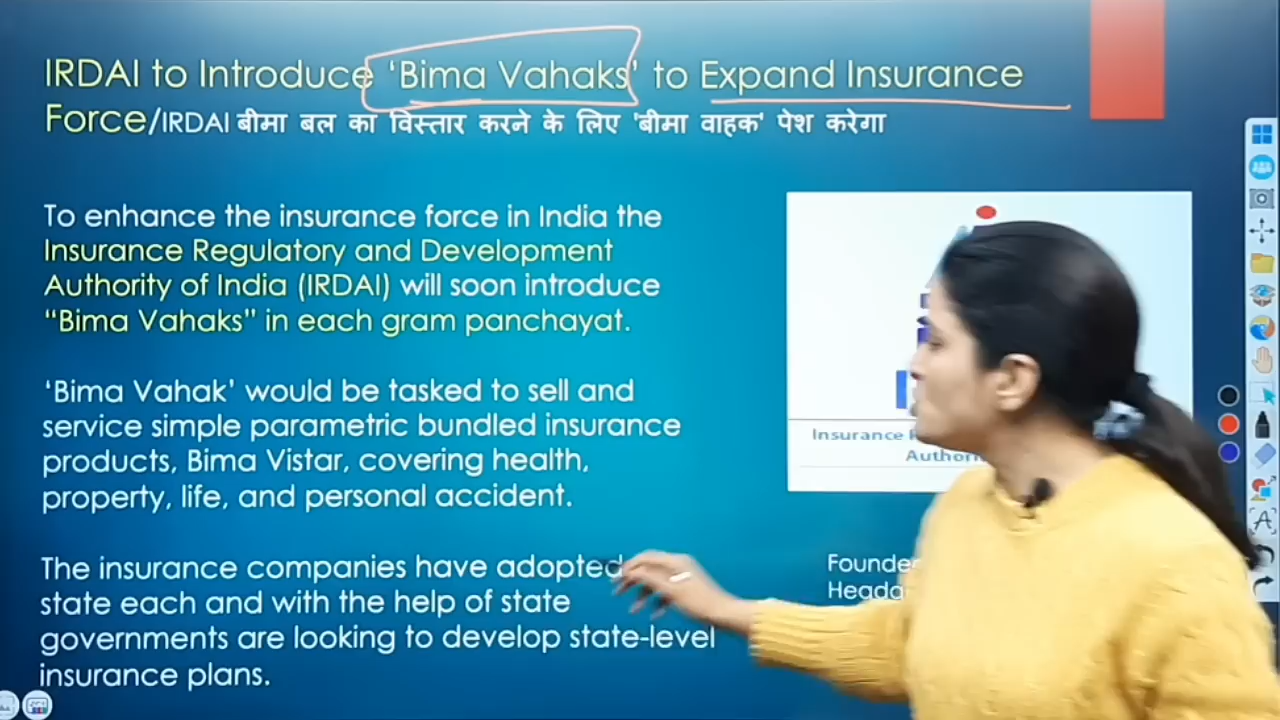 IRDAI to Introduce ‘Bima Vahaks’ to Expand Insurance
Force/IRDAI बीमा बल का विस्तार करने के लिए 'बीमा वाहक' पेश करेगा
To enhance the insurance force in India the
Insurance Regulatory and Development
Authority of India (IRDAI) will soon introduce
“Bima Vahaks” in each gram panchayat.
‘Bima Vahak’ would be tasked to sell and
service simple parametric bundled insurance
products, Bima Vistar, covering health,
property, life, and personal accident.
The insurance companies have adopted
state each and with the help of state
governments are looking to develop state-level
insurance plans.
Insurance